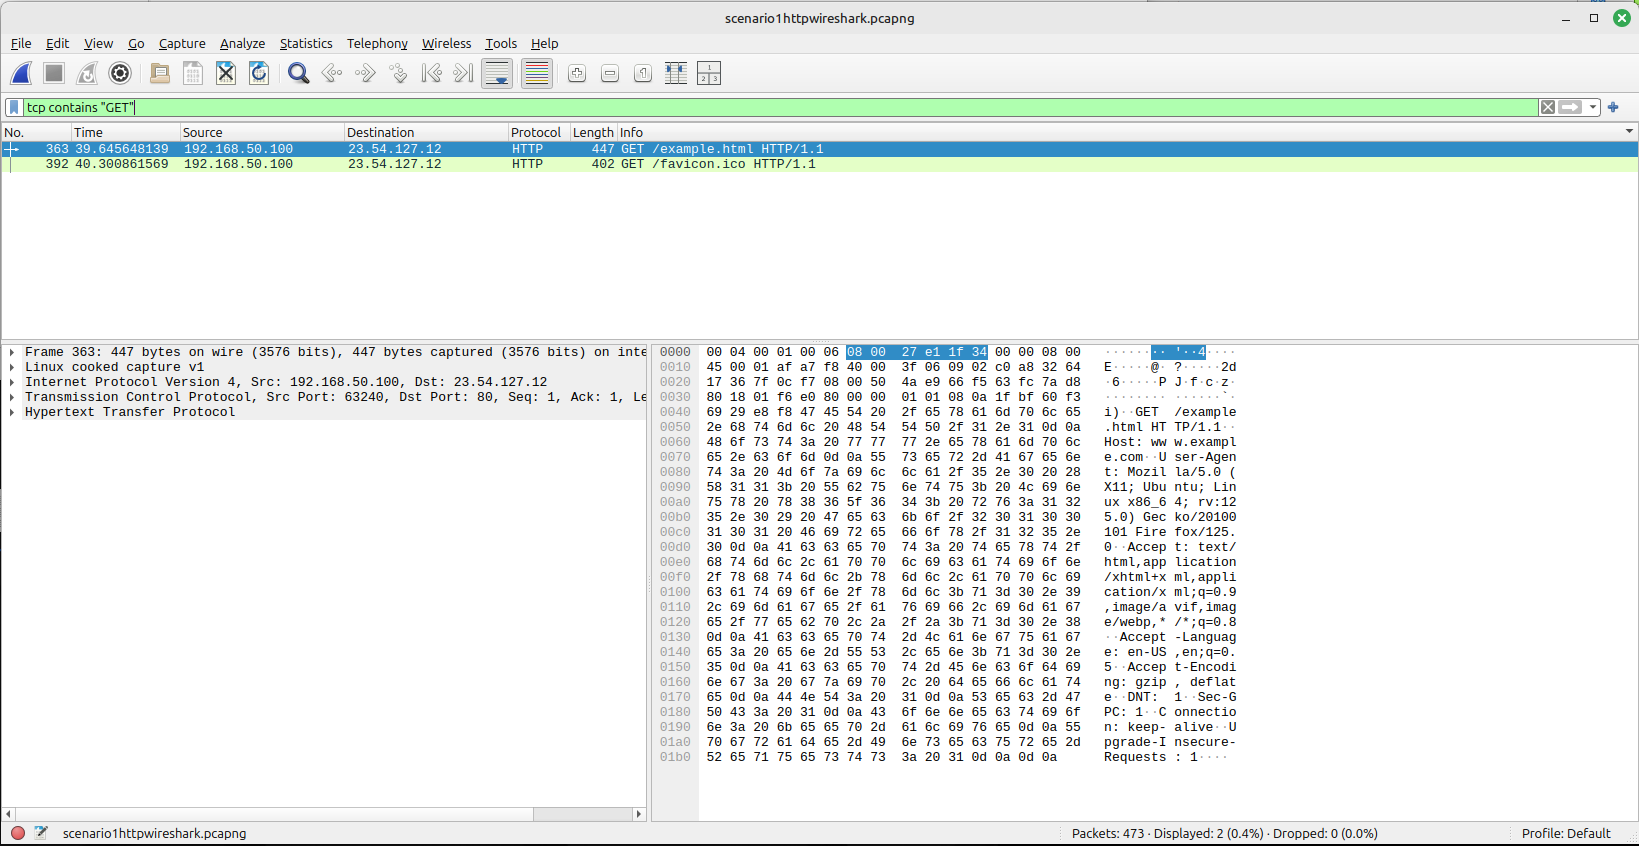 scenario1httpwireshark.pcapng
File Edit View Go Capture Analyze Statistics Telephony Wireless Tools Help
tcp contains "GET"
No. Time Source Destination Protocol Length Info
363 39.645648139 192.168.50.100 23.54.127.12 HTTP 447 GET /example.html HTTP/1.1
392 40.300861569 192.168.50.100 23.54.127.12 HTTP 402 GET /favicon.ico HTTP/1.1
Frame 363: 447 bytes on wire (3576 bits), 447 bytes captured (3576 bits) on inte
Linux cooked capture v1
Internet Protocol Version 4, Src: 192.168.50.100, Dst: 23.54.127.12
Transmission Control Protocol, Src Port: 63240, Dst Port: 80, Seq: 1, Ack: 1, Le
Hypertext Transfer Protocol
0000 00 04 00 01 00 06 08 00 27 e1 1f 34 00 00 08 00 ········'··4····
0010 45 00 01 af a7 f8 40 00 3f 06 09 02 c0 a8 32 64 E·····@·?·····2d
0020 17 36 7f 0c f7 08 00 50 4a e9 66 f5 63 fc 7a d8 ·6·····P J·f·c·z·
0030 80 18 01 f6 e0 80 00 00 01 01 08 0a 1f bf 60 f3 ··············`·
0040 69 29 e8 f8 47 45 54 20 2f 65 78 61 6d 70 6c 65 i)··GET /example
0050 2e 68 74 6d 6c 20 48 54 54 50 2f 31 2e 31 0d 0a .html HTTP/1.1··
0060 48 6f 73 74 3a 20 77 77 77 2e 65 78 61 6d 70 6c Host: www.exampl
0070 65 2e 63 6f 6d 0d 0a 55 73 65 72 2d 41 67 65 6e e.com··User-Agen
0080 74 3a 20 4d 6f 7a 69 6c 6c 61 2f 35 2e 30 20 28 t: Mozilla/5.0 (
0090 58 31 31 3b 20 55 62 75 6e 74 75 3b 20 4c 69 6e X11; Ubuntu; Lin
00a0 75 78 20 78 38 36 5f 36 34 3b 20 72 76 3a 31 32 ux x86_64; rv:12
00b0 35 2e 30 29 20 47 65 63 6b 6f 2f 32 30 31 30 30 5.0) Gecko/20100
00c0 31 30 31 20 46 69 72 65 66 6f 78 2f 31 32 35 2e 101 Firefox/125.
00d0 30 0d 0a 41 63 63 65 70 74 3a 20 74 65 78 74 2f 0··Accept: text/
00e0 68 74 6d 6c 2c 61 70 70 6c 69 63 61 74 69 6f 6e html,application
00f0 2f 78 68 74 6d 6c 2b 78 6d 6c 2c 61 70 70 6c 69 /xhtml+xml,appli
0100 63 61 74 69 6f 6e 2f 78 6d 6c 3b 71 3d 30 2e 39 cation/xml;q=0.9
0110 2c 69 6d 61 67 65 2f 61 76 69 66 2c 69 6d 61 67 ,image/avif,imag
0120 65 2f 77 65 62 70 2c 2a 2f 2a 3b 71 3d 30 2e 38 e/webp,*/*;q=0.8
0130 0d 0a 41 63 63 65 70 74 2d 4c 61 6e 67 75 61 67 ··Accept-Languag
0140 65 3a 20 65 6e 2d 55 53 2c 65 6e 3b 71 3d 30 2e e: en-US,en;q=0.
0150 35 0d 0a 41 63 63 65 70 74 2d 45 6e 63 6f 64 69 5··Accept-Encodi
0160 6e 67 3a 20 67 7a 69 70 2c 20 64 65 66 6c 61 74 ng: gzip, deflat
0170 65 0d 0a 44 4e 54 3a 20 31 0d 0a 53 65 63 2d 47 e··DNT: 1··Sec-G
0180 50 43 3a 20 31 0d 0a 43 6f 6e 6e 65 63 74 69 6f PC: 1··Connectio
0190 6e 3a 20 6b 65 65 70 2d 61 6c 69 76 65 0d 0a 55 n: keep-alive··U
01a0 70 67 72 61 64 65 2d 49 6e 73 65 63 75 72 65 2d pgrade-Insecure-
01b0 52 65 71 75 65 73 74 73 3a 20 31 0d 0a 0d 0a Requests: 1····
scenario1httpwireshark.pcapng
Packets: 473 · Displayed: 2 (0.4%) · Dropped: 0 (0.0%)
Profile: Default